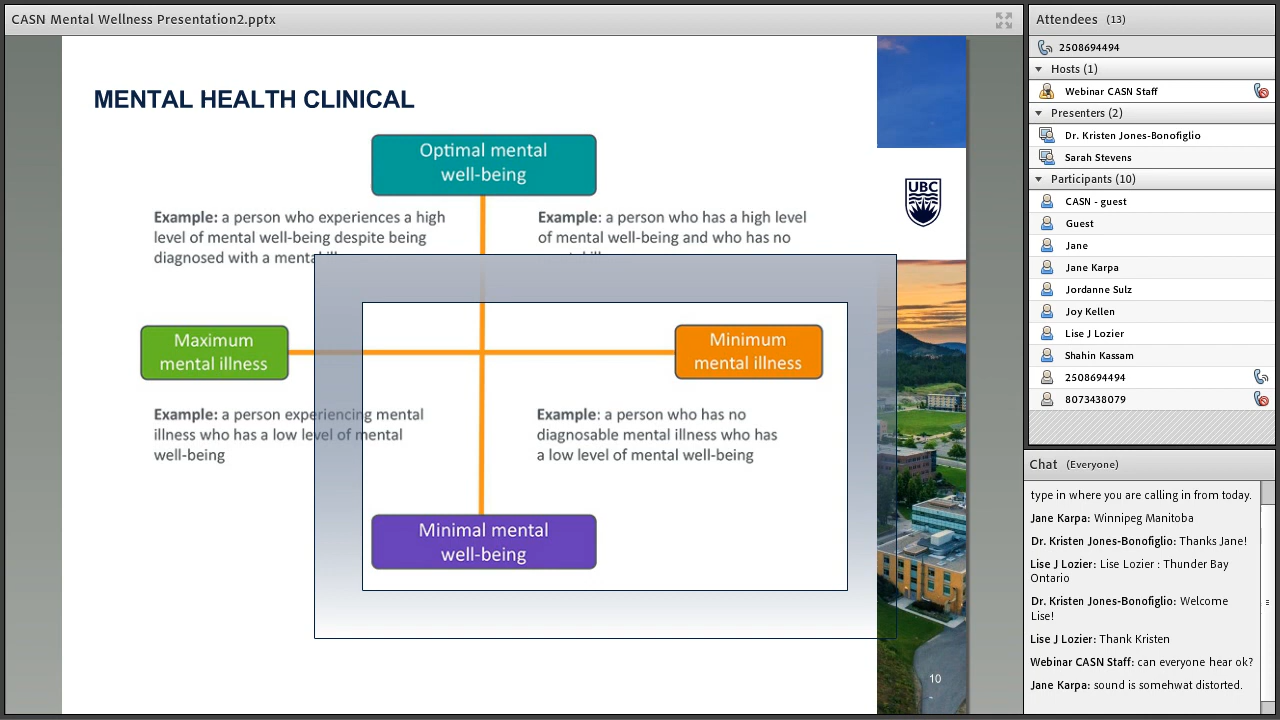 CASN Mental Wellness Presentation2.pptx
MENTAL HEALTH CLINICAL
Optimal mental
well-being
Example: a person who experiences a high
level of mental well-being despite being
diagnosed with a mental
Example: a person who has a high level
of mental well-being and who has no
UBC
Maximum
mental illness
Minimum
mental illness
Example: a person experiencing mental
illness who has a low level of mental
well-being
Example: a person who has no
diagnosable mental illness who has
a low level of mental well-being
Minimal mental
well-being
10
Attendees (13)
2508694494
Hosts (1)
Webinar CASN Staff
Presenters (2)
Dr. Kristen Jones-Bonofiglio
Sarah Stevens
Participants (10)
CASN - guest
Guest
Jane
Jane Karpa
Jordanne Sulz
Joy Kellen
Lise J Lozier
Shahin Kassam
2508694494
8073438079
Chat (Everyone)
type in where you are calling in from today.
Jane Karpa: Winnipeg Manitoba
Dr. Kristen Jones-Bonofiglio: Thanks Jane!
Lise J Lozier: Lise Lozier : Thunder Bay
Ontario
Dr. Kristen Jones-Bonofiglio: Welcome
Lise!
Lise J Lozier: Thank Kristen
Webinar CASN Staff: can everyone hear ok?
Jane Karpa: sound is somehwat distorted.